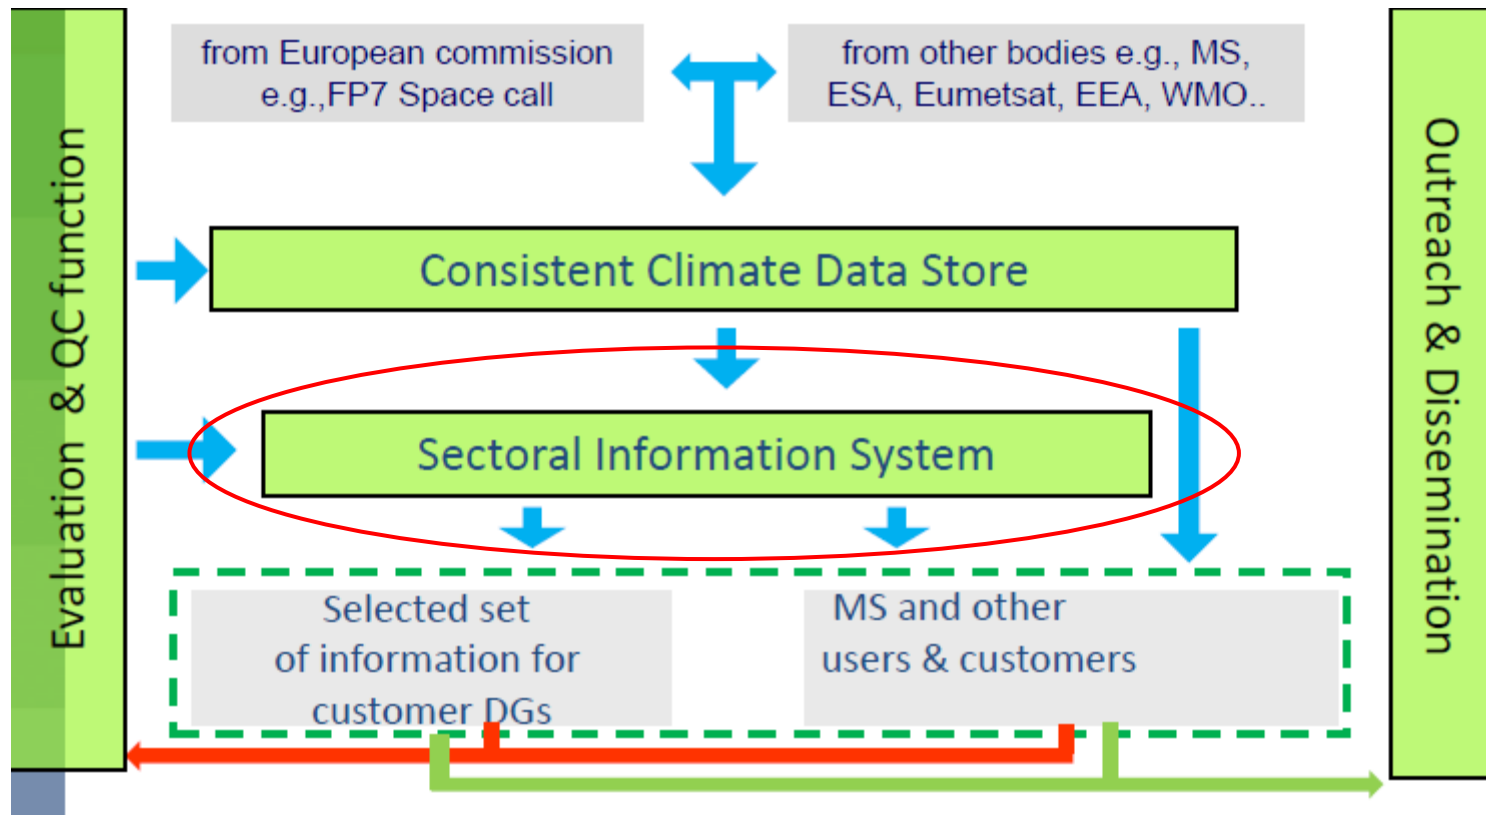 Evaluation & QC function
from European commission
e.g.,FP7 Space call
from other bodies e.g., MS,
ESA, Eumetsat, EEA, WMO..
Consistent Climate Data Store
Sectoral Information System
Selected set
of information for
customer DGs
MS and other
users & customers
Outreach & Dissemination